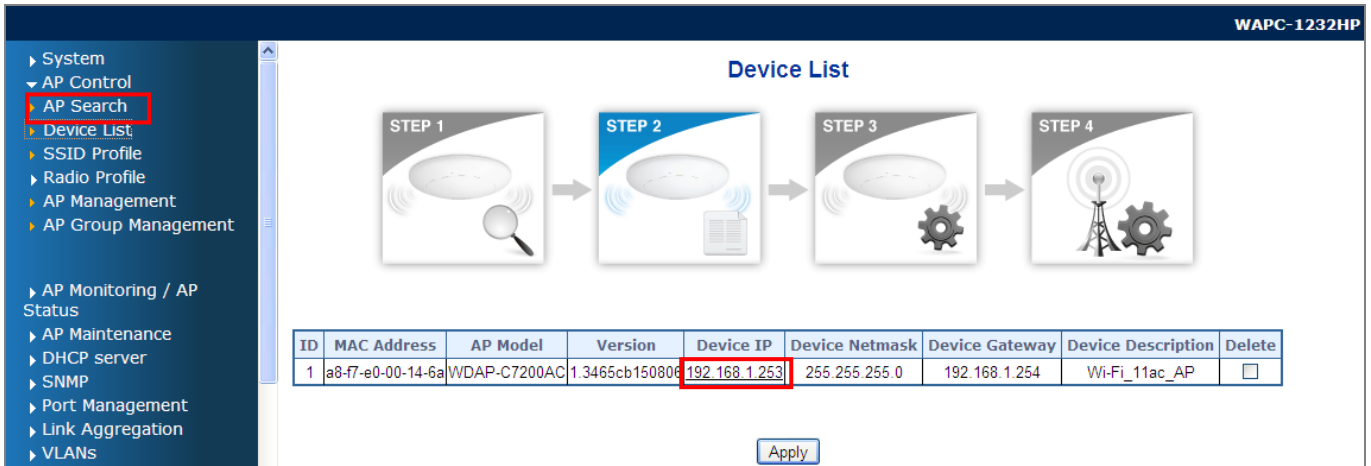 WAPC-1232HP
System
AP Control
AP Search
Device List
SSID Profile
Radio Profile
AP Management
AP Group Management
AP Monitoring / AP
Status
AP Maintenance
DHCP server
SNMP
Port Management
Link Aggregation
VLANs
Device List
STEP 1 STEP 2 STEP 3 STEP 4
ID MAC Address AP Model Version Device IP Device Netmask Device Gateway Device Description Delete
1 a8-f7-e0-00-14-6a WDAP-C7200AC 1.3465cb150806 192.168.1.253 255.255.255.0 192.168.1.254 Wi-Fi_11ac_AP
Apply